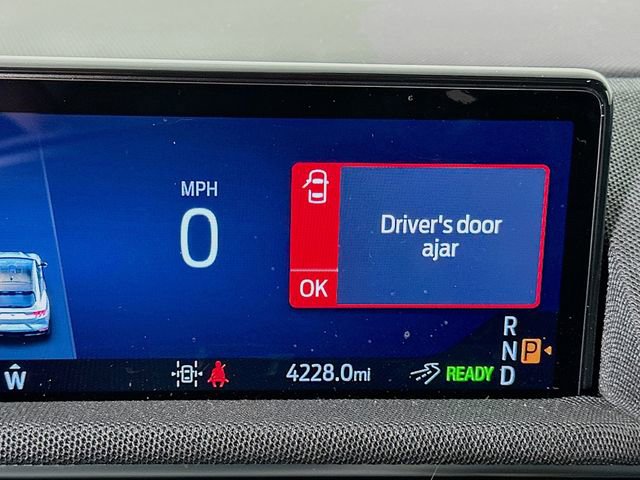 MPH
0
Driver's door
ajar
OK
R
N P
D
W
4228.0mi
READY